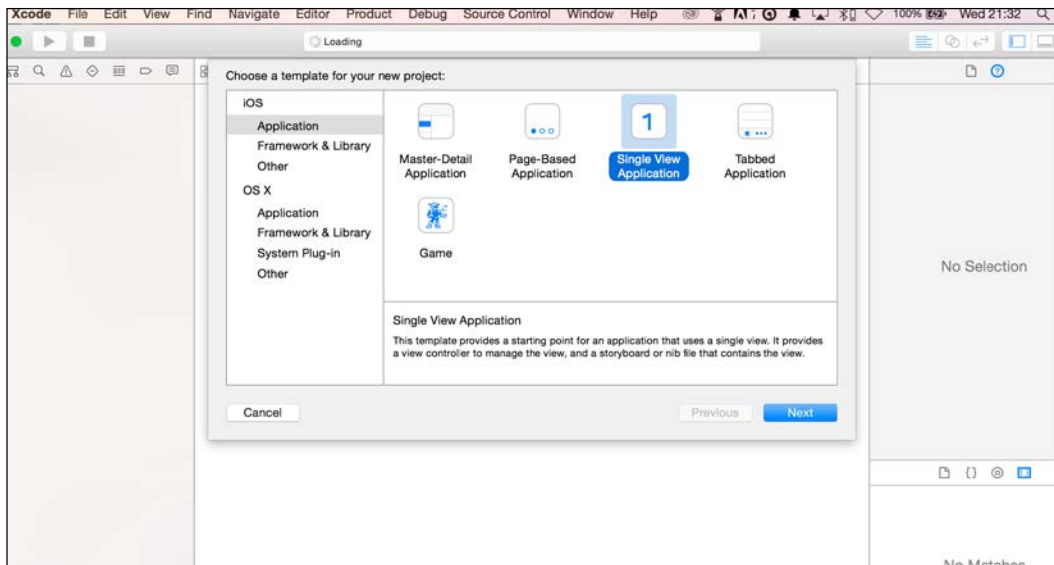 Xcode File Edit View Find Navigate Editor Product Debug Source Control Window Help 100% Wed 21:32
Loading
Choose a template for your new project:
iOS
Application
Framework & Library
Other
OS X
Application
Framework & Library
System Plug-in
Other
Master-Detail
Application
Page-Based
Application
1
Single View
Application
Tabbed
Application
Game
Single View Application
This template provides a starting point for an application that uses a single view. It provides
a view controller to manage the view, and a storyboard or nib file that contains the view.
Cancel
Previous
Next
No Selection
{}
No Matches